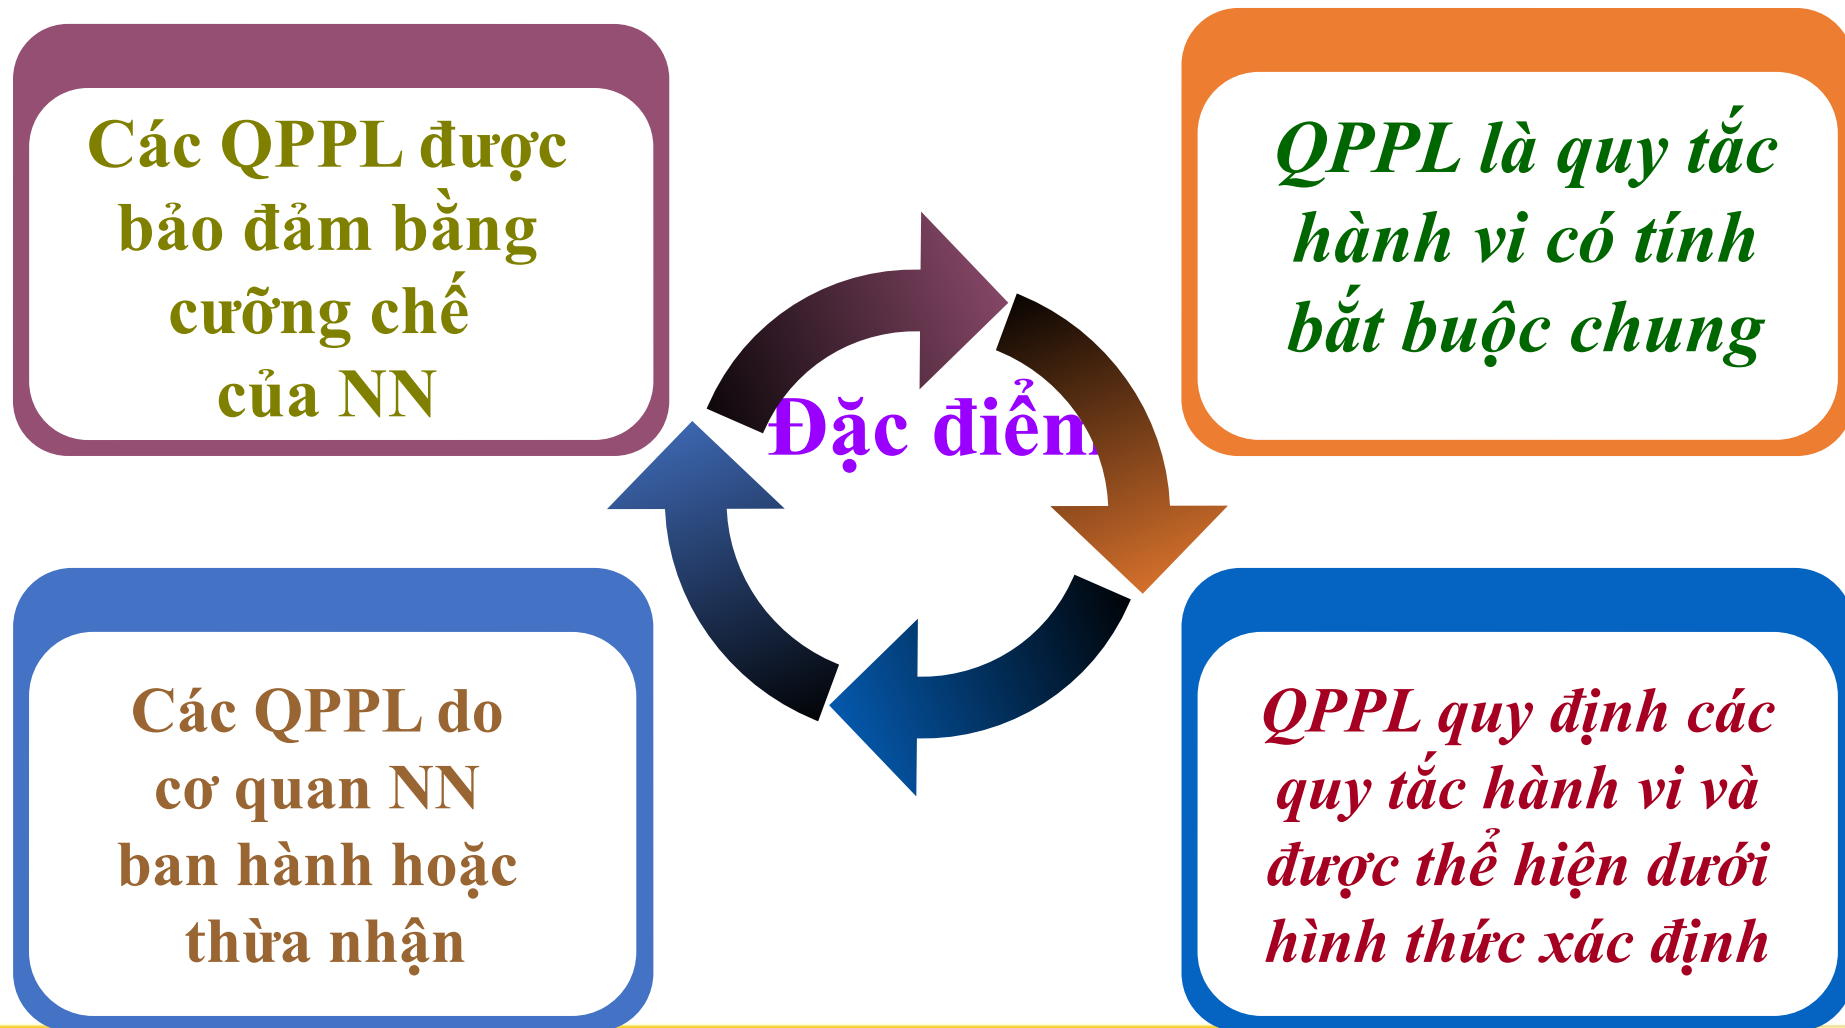 Các QPPL được
bảo đảm bằng
cưỡng chế
của NN
QPPL là quy tắc
hành vi có tính
bắt buộc chung
Đặc điểm
Các QPPL do
cơ quan NN
ban hành hoặc
thừa nhận
QPPL quy định các
quy tắc hành vi và
được thể hiện dưới
hình thức xác định